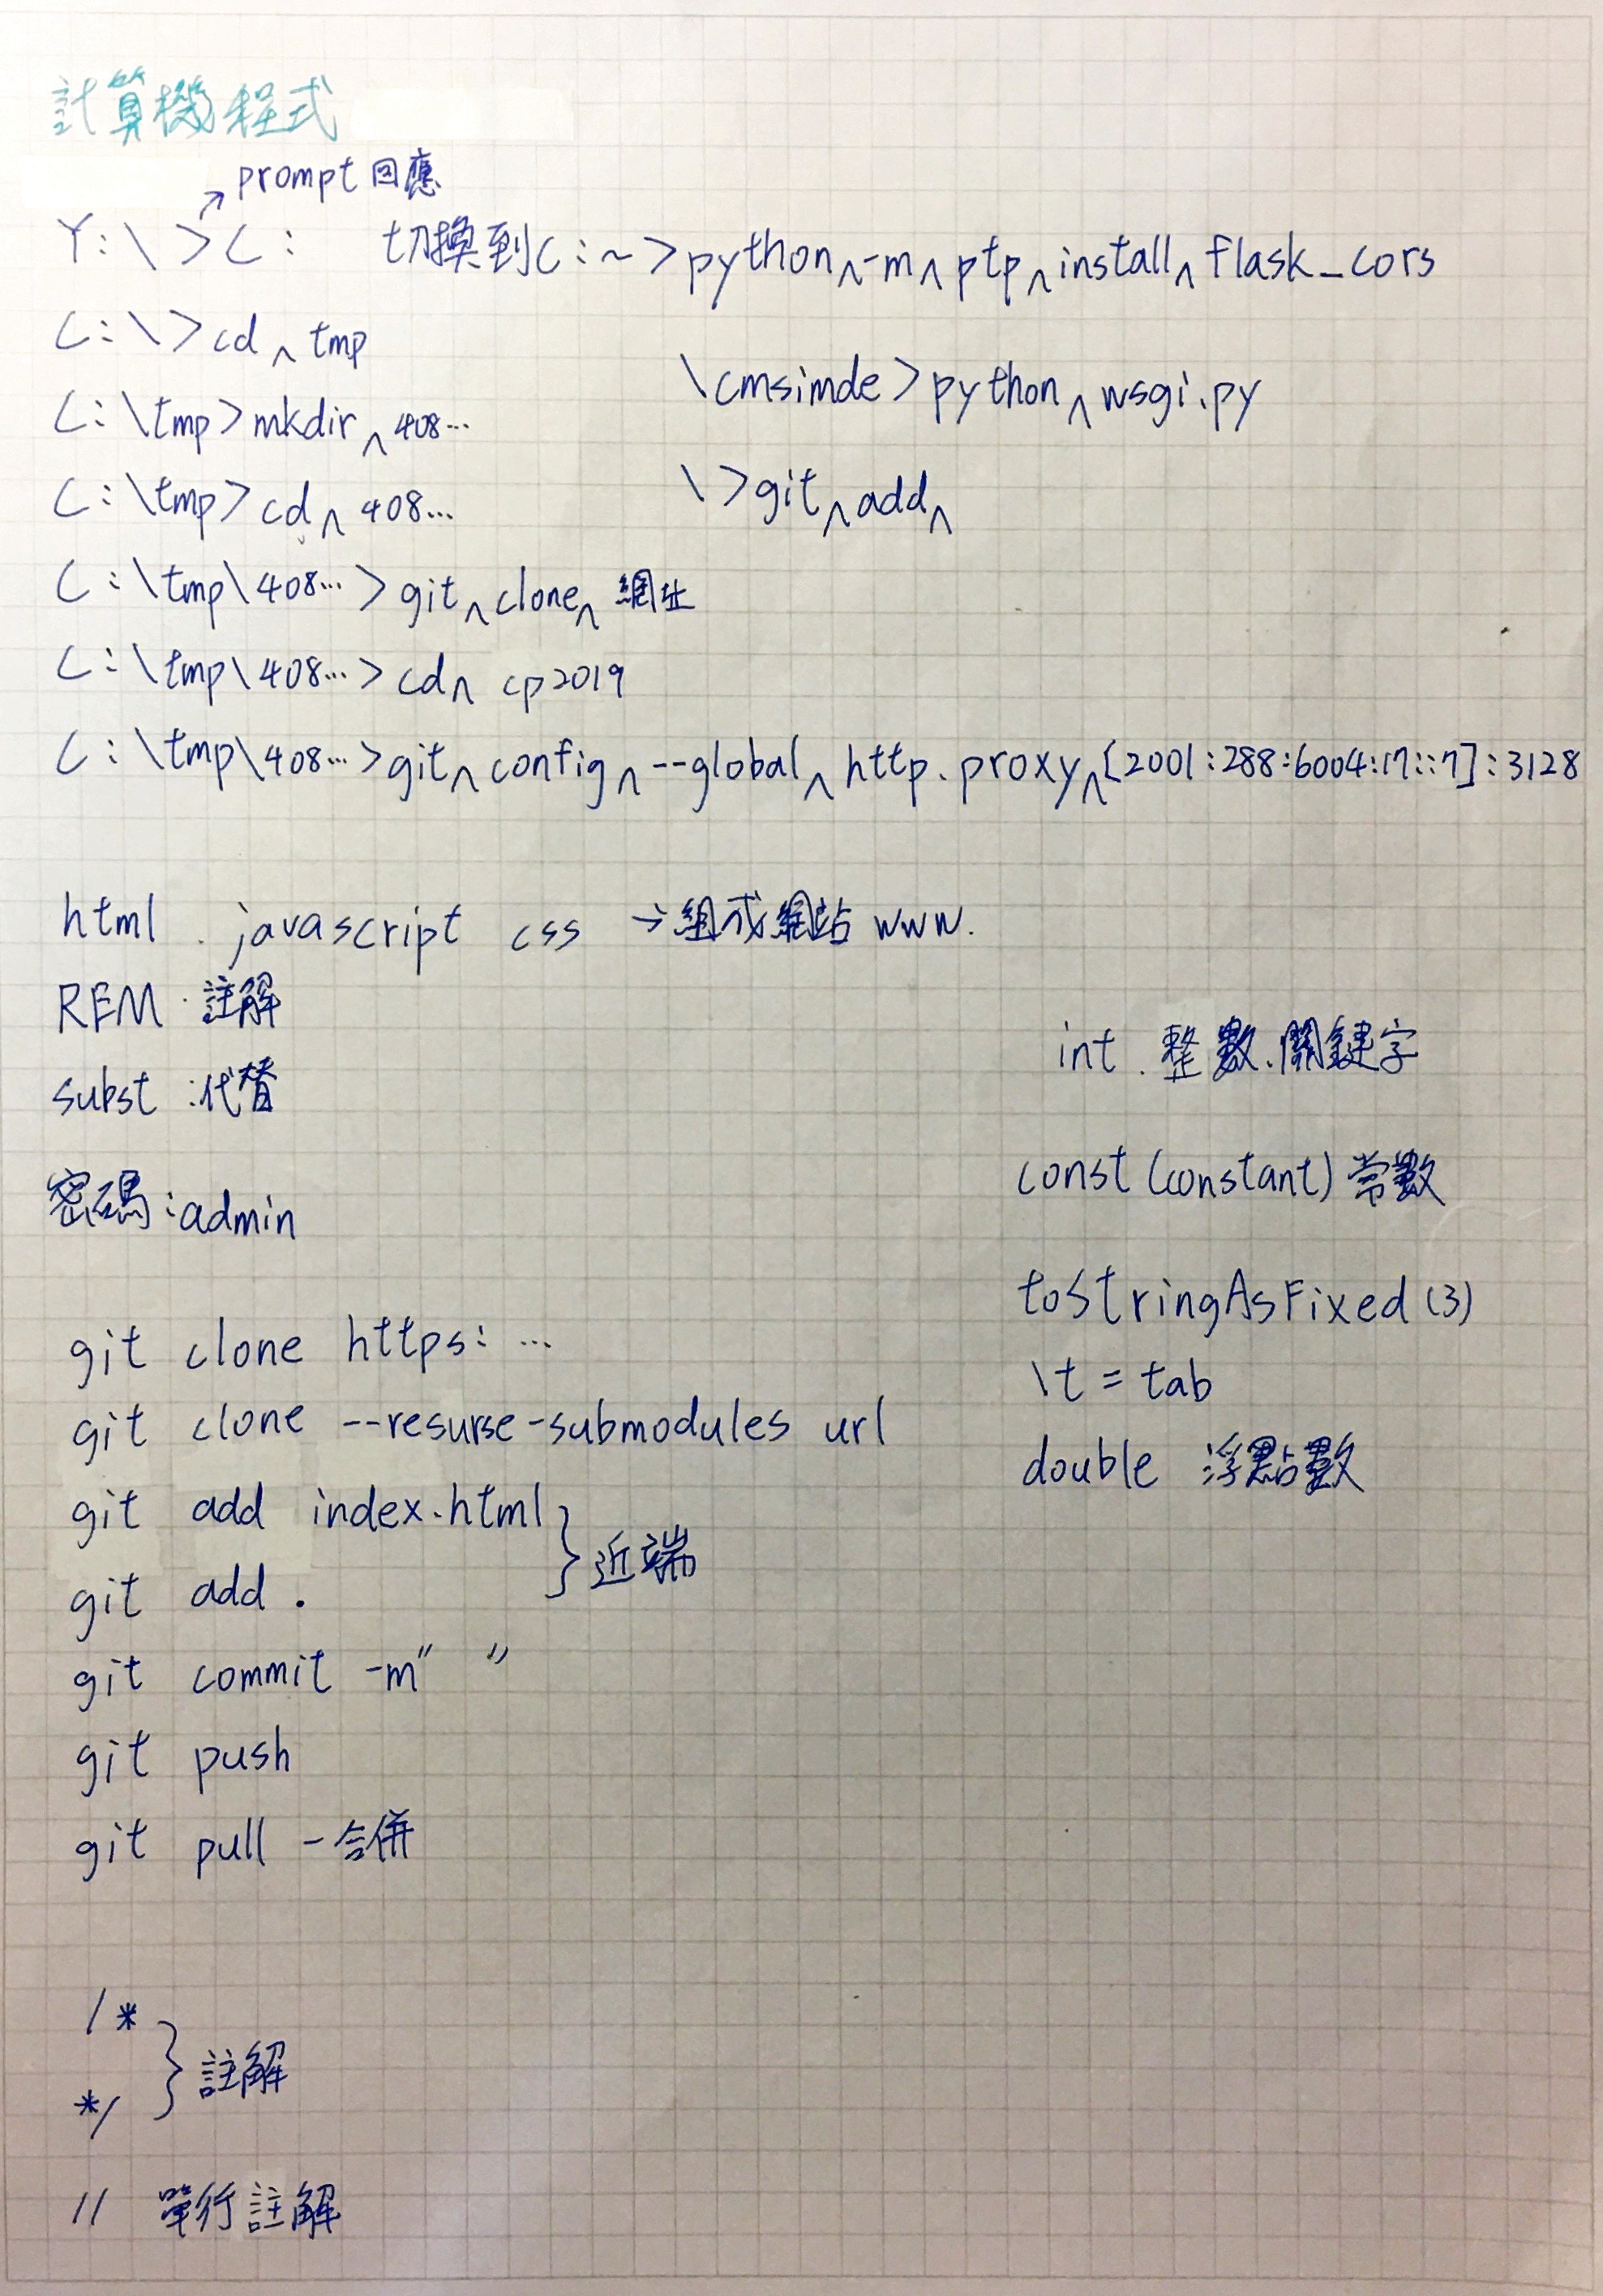 計算機程式
prompt 回應
Y:\>C: 切換到C:~>python^-m^ptp^install^flask_cors
C:\>cd^tmp
\cmsimde>python^wsgi.py
C:\tmp>mkdir^408...
\>git^add^
C:\tmp>cd^408...
C:\tmp\408...>git^clone^網址
C:\tmp\408...>cd^ cp2019
C:\tmp\408...>git^config^--global^http.proxy^[2001:288:6004:17::7]:3128
html . javascript css →組成網站 www.
REM . 註解
int . 整數、關鍵字
subst :代替
const (constant) 常數
密碼:admin
toStringAsFixed (3)
git clone https: ...
\t = tab
git clone --resurse-submodules url
double 浮點數
git add index.html
近端
git add .
git commit -m" "
git push
git pull -合併
/*
註解
*/
// 單行註解